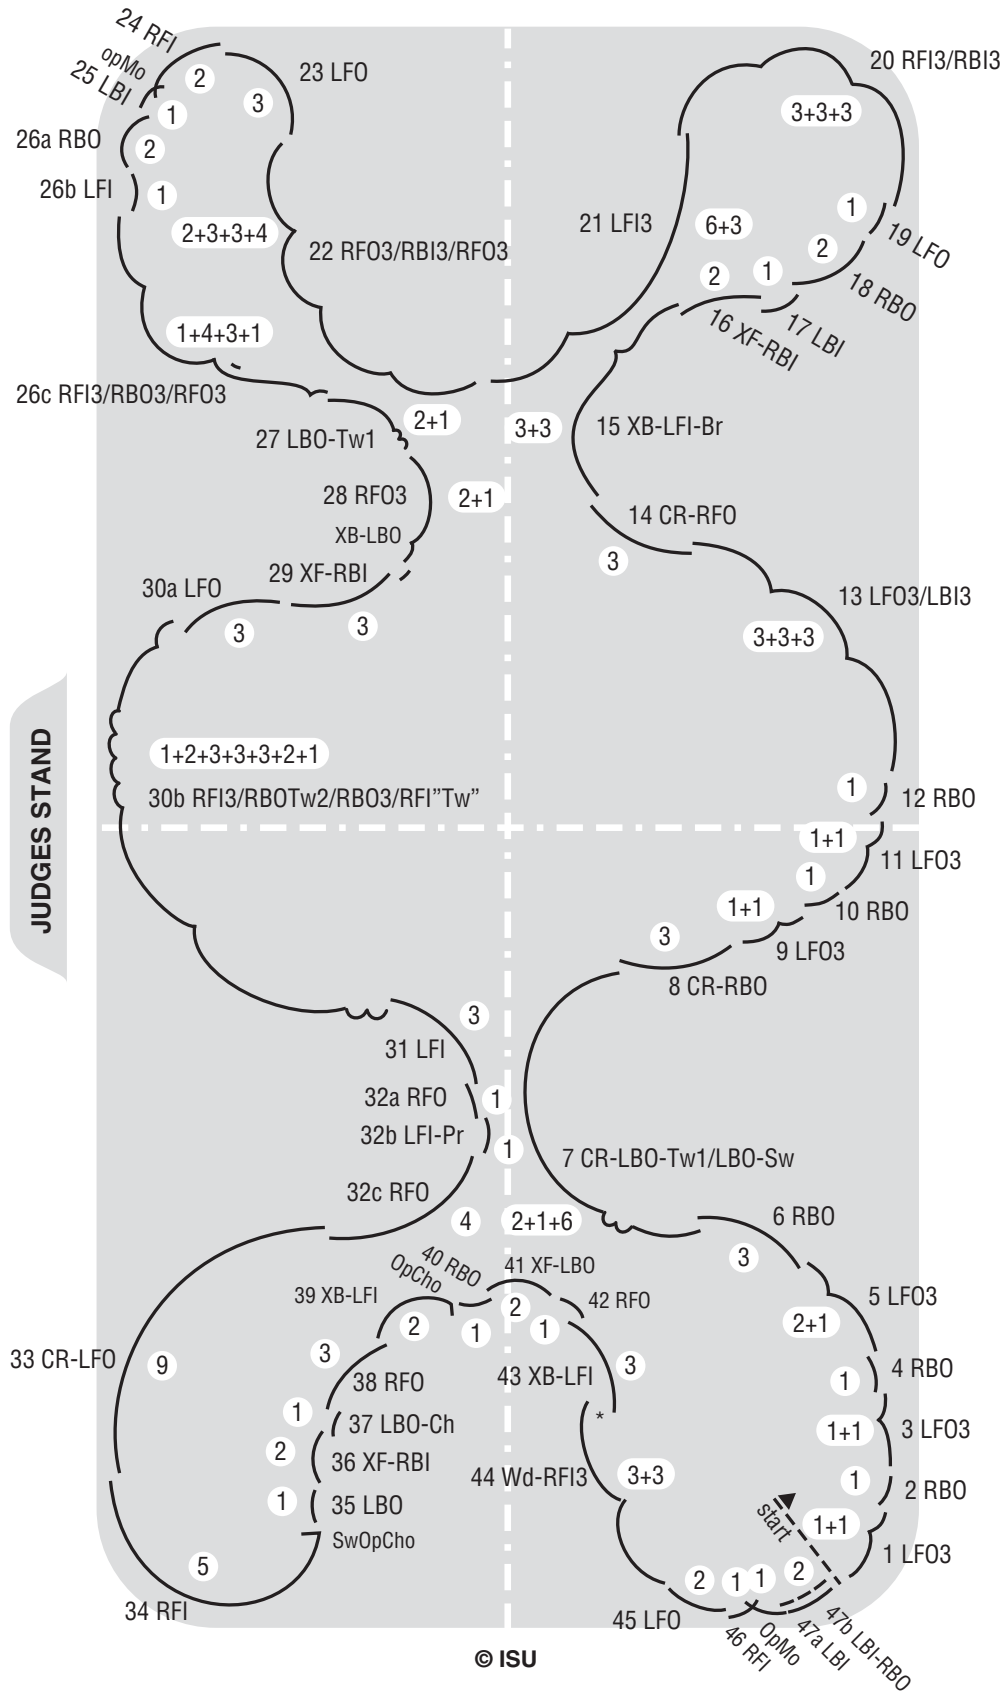 24 RFI
opMo
25 LBI
2
23 LFO
3
1
26a RBO
2
26b LFI
1
2+3+3+4
22 RFO3/RBI3/RFO3
1+4+3+1
26c RFI3/RBO3/RFO3
20 RFI3/RBI3
3+3+3
21 LFI3
6+3
1
19 LFO
2
18 RBO
2
1
16 XF-RBI
17 LBI
2+1
3+3
15 XB-LFI-Br
27 LBO-Tw1
28 RFO3
2+1
XB-LBO
14 CR-RFO
3
29 XF-RBI
30a LFO
3
3
13 LFO3/LBI3
3+3+3
JUDGES STAND
1+2+3+3+3+2+1
30b RFI3/RBOTw2/RBO3/RFI”Tw”
1
12 RBO
1+1
11 LFO3
1
10 RBO
1+1
9 LFO3
3
8 CR-RBO
3
31 LFI
32a RFO
1
32b LFI-Pr
1
7 CR-LBO-Tw1/LBO-Sw
32c RFO
4
2+1+6
6 RBO
3
40 RBO
OpCho
41 XF-LBO
39 XB-LFI
42 RFO
2
1
2
1
5 LFO3
2+1
33 CR-LFO
9
3
38 RFO
43 XB-LFI
3
4 RBO
1
1
37 LBO-Ch
*
1+1
3 LFO3
2
36 XF-RBI
44 Wd-RFI3
3+3
1
2 RBO
1
35 LBO
start
1+1
SwOpCho
1 LFO3
5
34 RFI
2
1
1
2
45 LFO
46 RFI
OpMo
47a LBI
47b LBI-RBO
© ISU